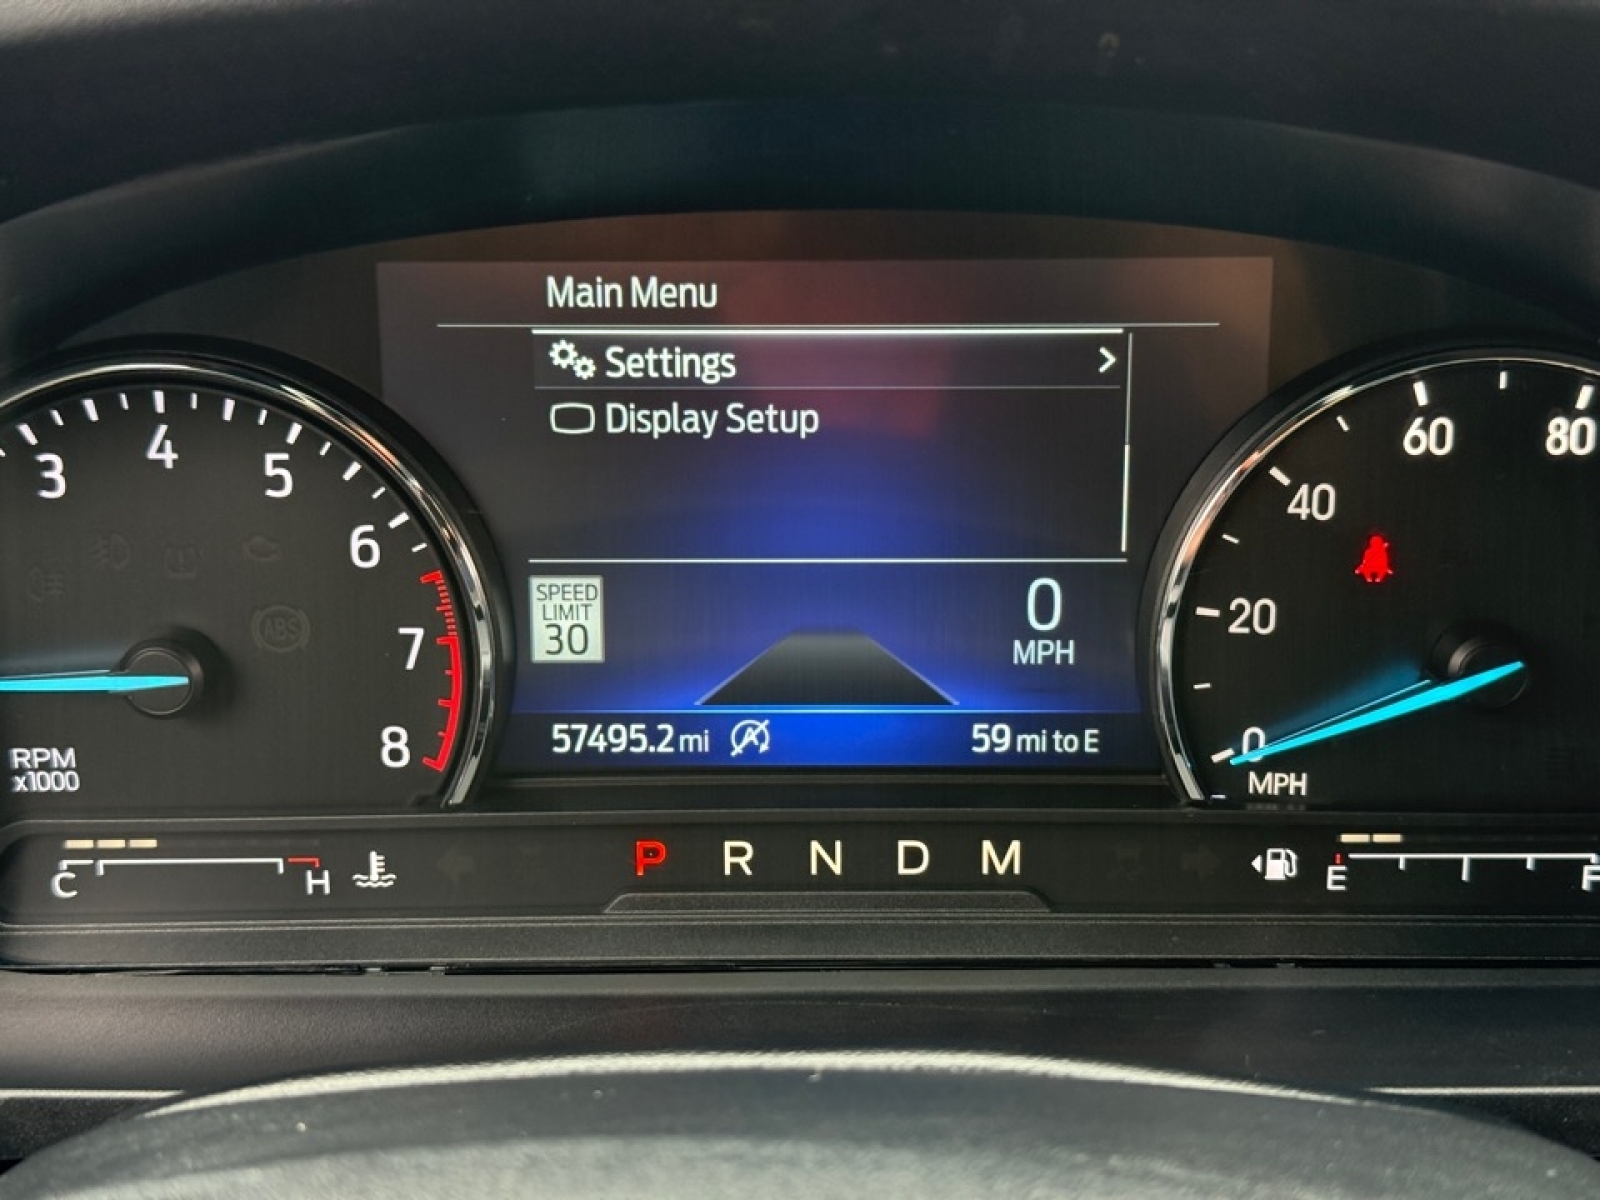 Main Menu
Settings
Display Setup
SPEED
LIMIT
30
0
MPH
57495.2 mi
59 mi to E
3
4
5
6
7
8
RPM
x1000
ABS
0
20
40
60
80
MPH
C
H
P R N D M
E
F